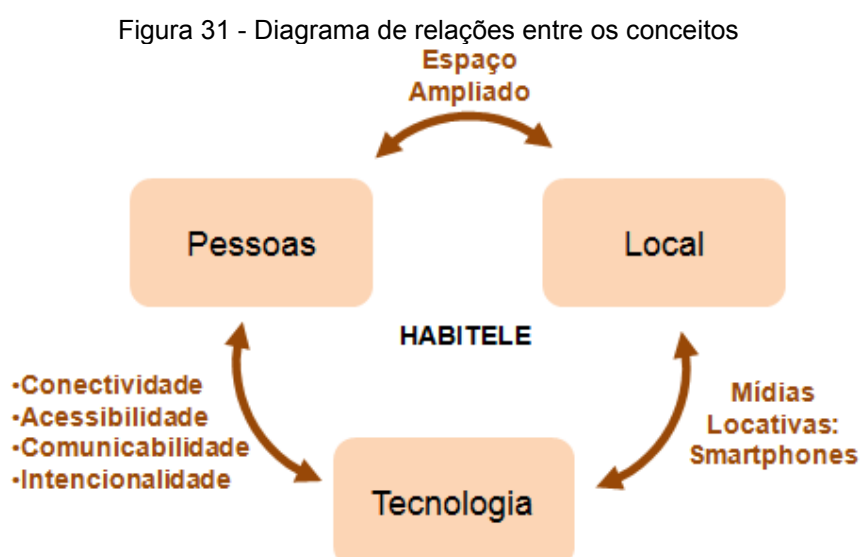 Figura 31 - Diagrama de relações entre os conceitos
Espaço
Ampliado
Pessoas
Local
HABITELE
•Conectividade
•Acessibilidade
•Comunicabilidade
•Intencionalidade
Mídias
Locativas:
Smartphones
Tecnologia